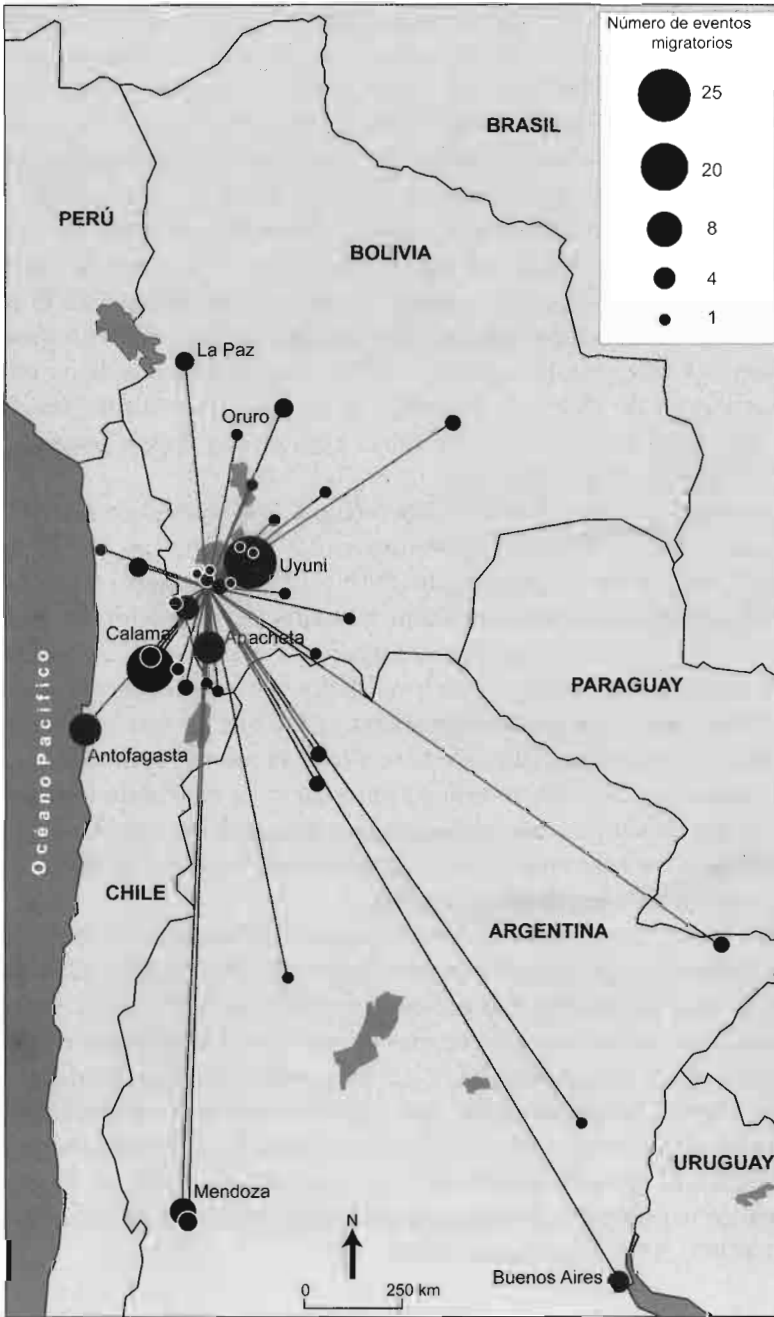 Número de eventos
migratorios
25
20
8
4
1
BRASIL
PERÚ
BOLIVIA
La Paz
Oruro
Uyuni
Calama
Apacheta
PARAGUAY
Antofagasta
Océano Pacífico
CHILE
ARGENTINA
URUGUAY
Mendoza
N
Buenos Aires
0 250 km